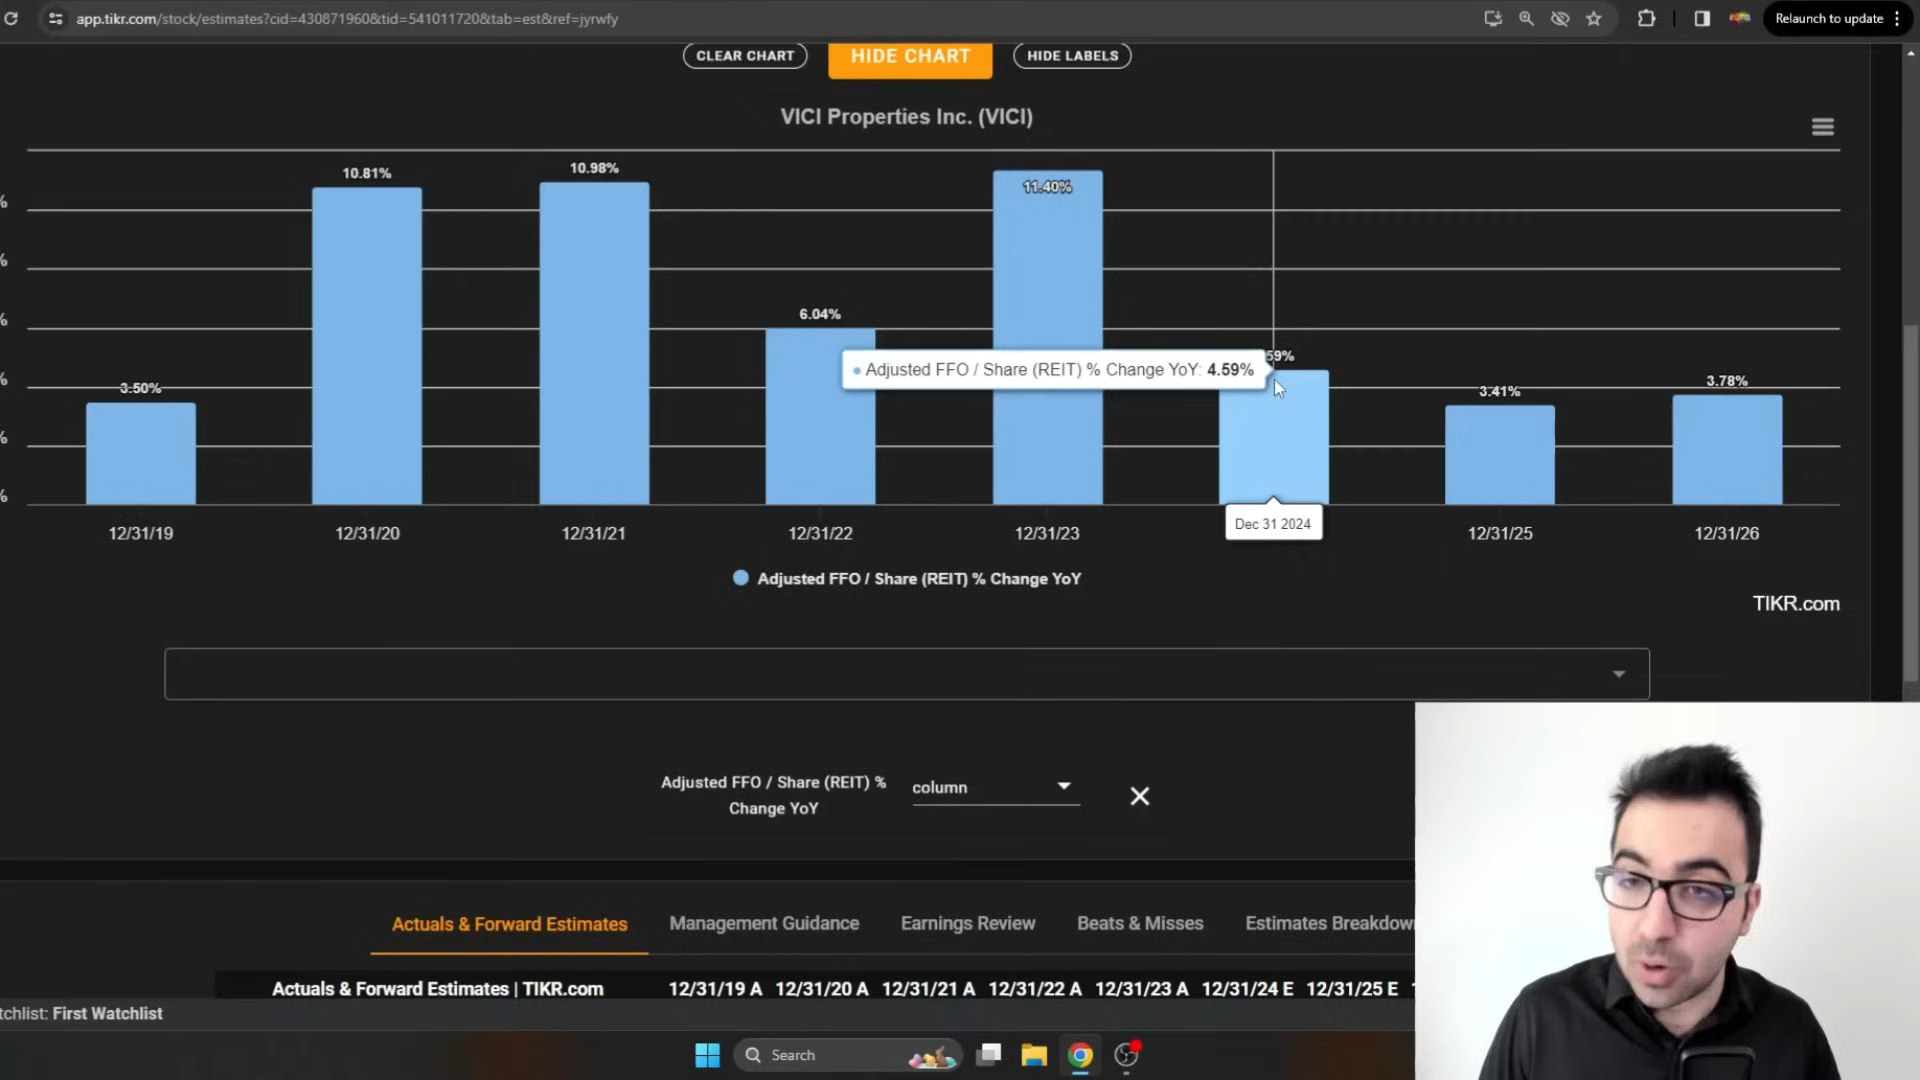 app.tikr.com/stock/estimates?cid=430871960&tid=541011720&tab=est&ref=jyrwfy
Relaunch to update
CLEAR CHART
HIDE CHART
HIDE LABELS
VICI Properties Inc. (VICI)
3.50%
10.81%
10.98%
6.04%
11.40%
59%
3.41%
3.78%
Adjusted FFO / Share (REIT) % Change YoY: 4.59%
12/31/19
12/31/20
12/31/21
12/31/22
12/31/23
Dec 31 2024
12/31/25
12/31/26
Adjusted FFO / Share (REIT) % Change YoY
TIKR.com
Adjusted FFO / Share (REIT) %
Change YoY
column
Actuals & Forward Estimates
Management Guidance
Earnings Review
Beats & Misses
Estimates Breakdow
Actuals & Forward Estimates | TIKR.com
12/31/19 A 12/31/20 A 12/31/21 A 12/31/22 A 12/31/23 A 12/31/24 E 12/31/25 E
tchlist: First Watchlist
Search